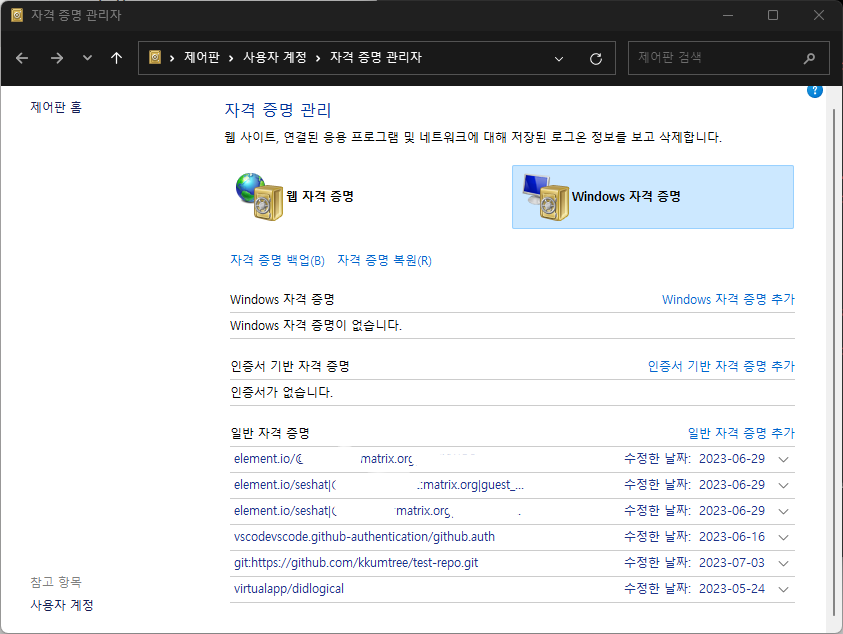 자격 증명 관리자
제어판 › 사용자 계정 › 자격 증명 관리자
제어판 검색
제어판 홈
자격 증명 관리
웹 사이트, 연결된 응용 프로그램 및 네트워크에 대해 저장된 로그온 정보를 보고 삭제합니다.
웹 자격 증명
Windows 자격 증명
자격 증명 백업(B) 자격 증명 복원(R)
Windows 자격 증명 Windows 자격 증명 추가
Windows 자격 증명이 없습니다.
인증서 기반 자격 증명 인증서 기반 자격 증명 추가
인증서가 없습니다.
일반 자격 증명 일반 자격 증명 추가
element.io/ matrix.org 수정한 날짜: 2023-06-29
element.io/seshat| :matrix.org|guest_... 수정한 날짜: 2023-06-29
element.io/seshat| matrix.org 수정한 날짜: 2023-06-29
vscodevscode.github-authentication/github.auth 수정한 날짜: 2023-06-16
git:https://github.com/kkumtree/test-repo.git 수정한 날짜: 2023-07-03
virtualapp/didlogical 수정한 날짜: 2023-05-24
참고 항목
사용자 계정